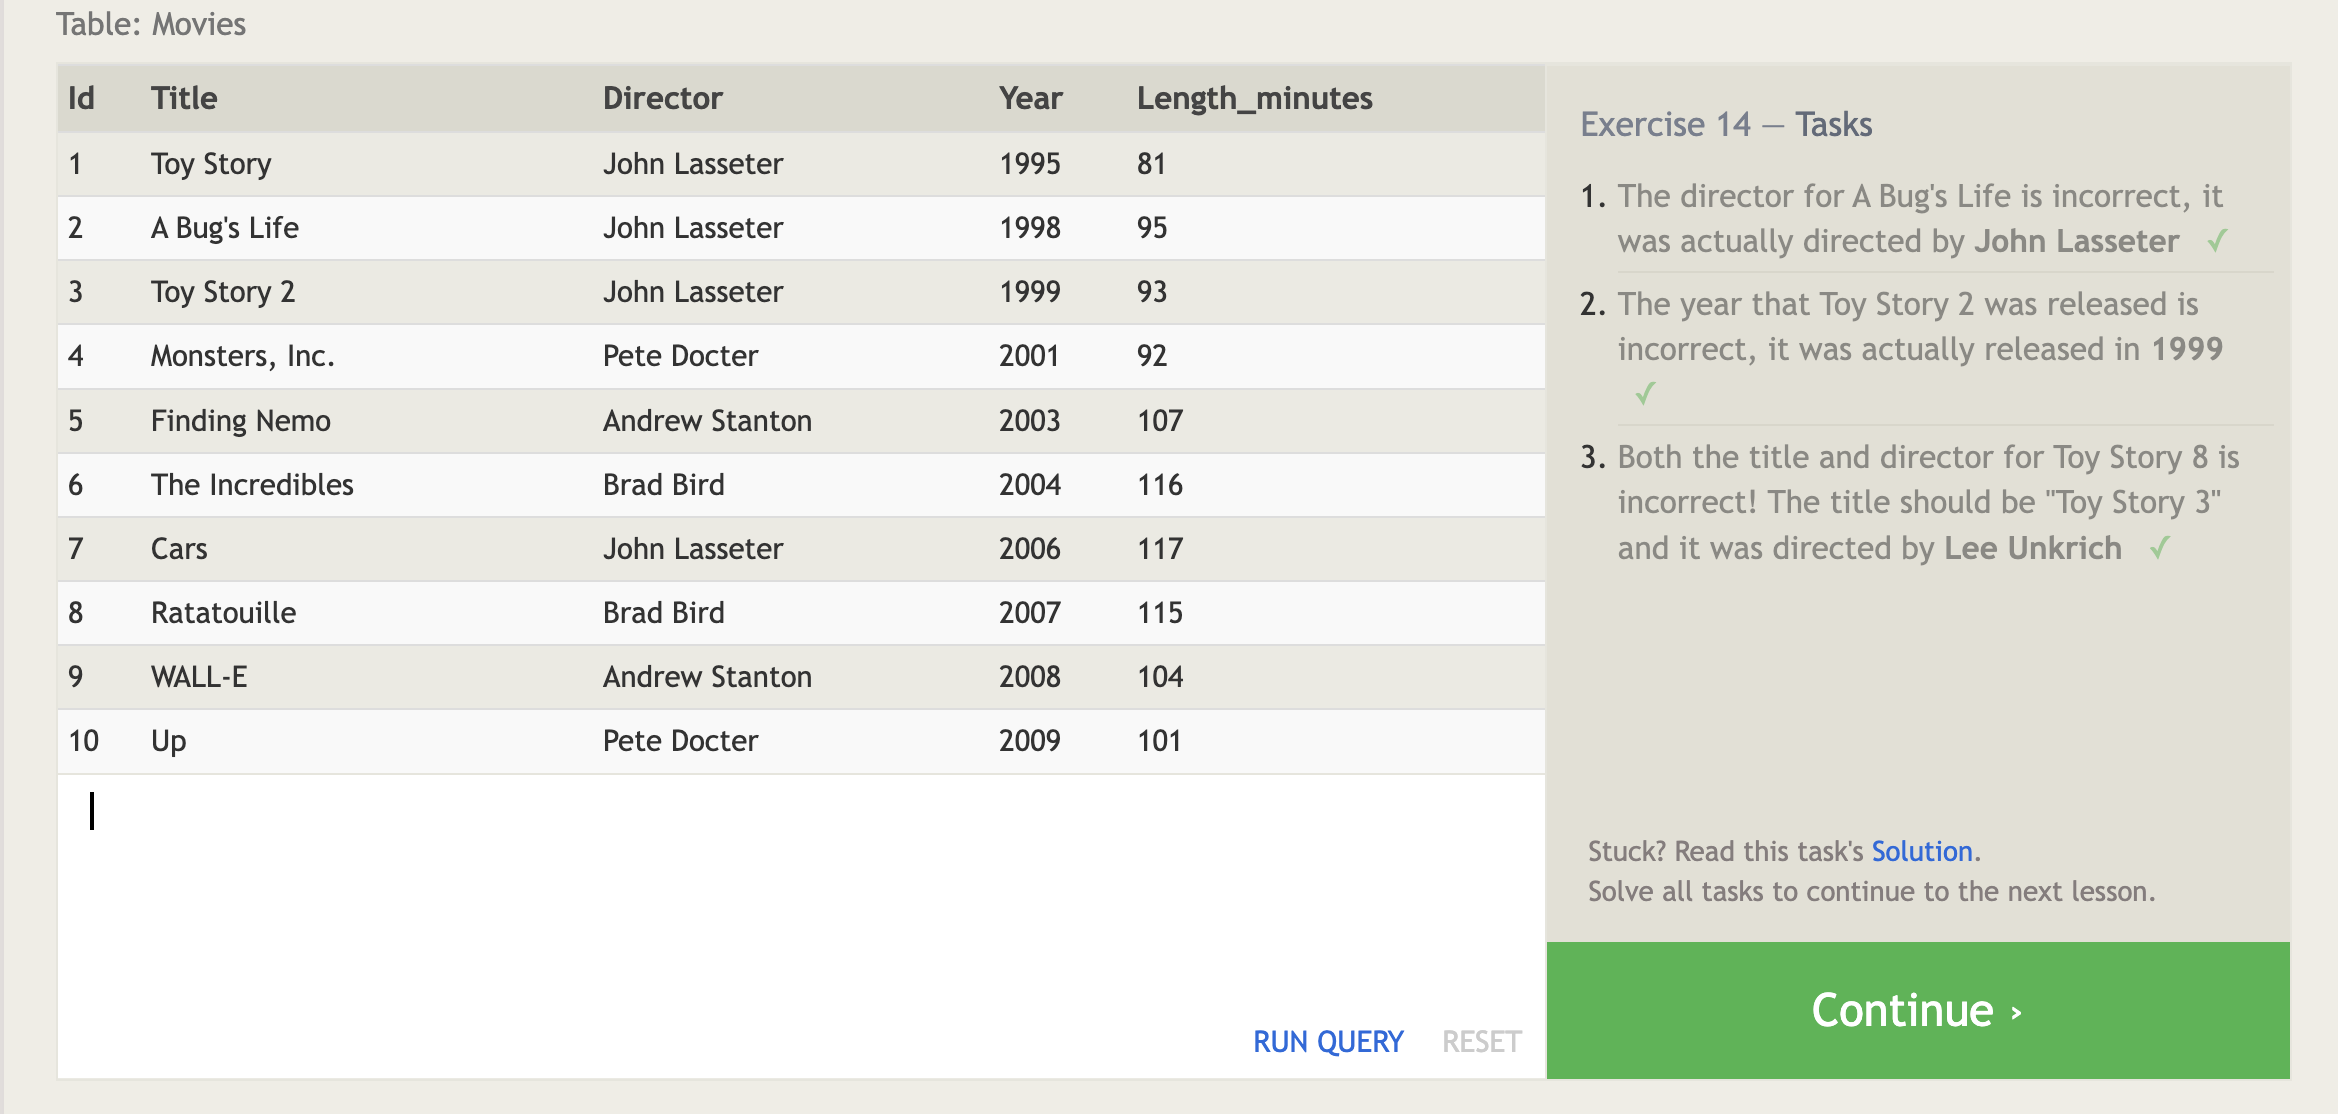 Table: Movies
Id Title Director Year Length_minutes
1 Toy Story John Lasseter 1995 81
2 A Bug's Life John Lasseter 1998 95
3 Toy Story 2 John Lasseter 1999 93
4 Monsters, Inc. Pete Docter 2001 92
5 Finding Nemo Andrew Stanton 2003 107
6 The Incredibles Brad Bird 2004 116
7 Cars John Lasseter 2006 117
8 Ratatouille Brad Bird 2007 115
9 WALL-E Andrew Stanton 2008 104
10 Up Pete Docter 2009 101
RUN QUERY RESET
Exercise 14 — Tasks
1. The director for A Bug's Life is incorrect, it
was actually directed by John Lasseter ✓
2. The year that Toy Story 2 was released is
incorrect, it was actually released in 1999
✓
3. Both the title and director for Toy Story 8 is
incorrect! The title should be "Toy Story 3"
and it was directed by Lee Unkrich ✓
Stuck? Read this task's Solution.
Solve all tasks to continue to the next lesson.
Continue ›